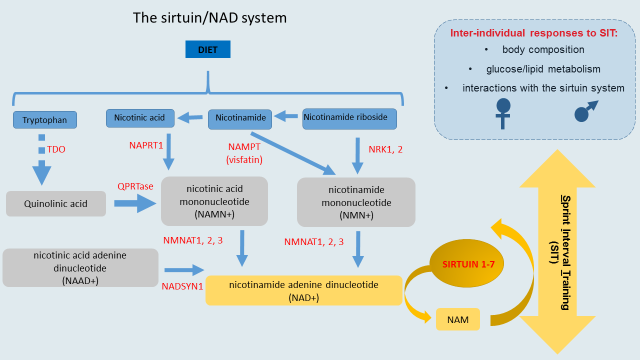 The sirtuin/NAD system
DIET
Inter-individual responses to SIT:
• body composition
• glucose/lipid metabolism
• interactions with the sirtuin system
Tryptophan
Nicotinic acid
Nicotinamide
Nicotinamide riboside
TDO
NAPRT1
NAMPT
(visfatin)
NRK1, 2
Quinolinic acid
QPRTase
nicotinic acid
mononucleotide
(NAMN+)
nicotinamide
mononucleotide
(NMN+)
NMNAT1, 2, 3
NMNAT1, 2, 3
nicotinic acid adenine
dinucleotide
(NAAD+)
NADSYN1
nicotinamide adenine dinucleotide
(NAD+)
SIRTUIN 1-7
NAM
Sprint Interval Training
(SIT)